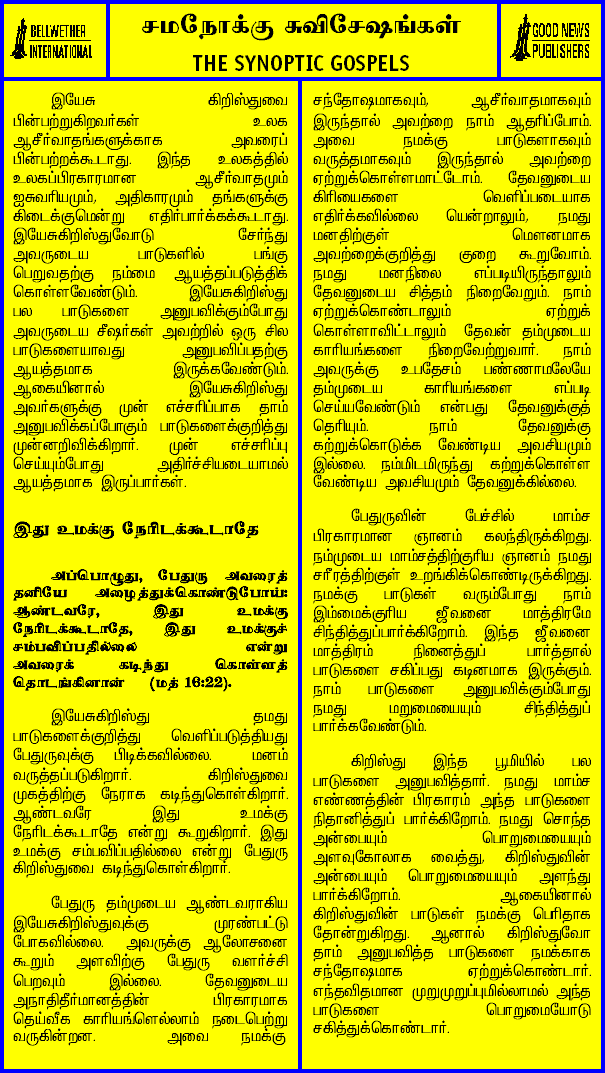 BELLWETHER
INTERNATIONAL
சமநோக்கு சுவிசேஷங்கள்
THE SYNOPTIC GOSPELS
GOOD NEWS
PUBLISHERS
இயேசு கிறிஸ்துவை
பின்பற்றுகிறவர்கள் உலக
ஆசீர்வாதங்களுக்காக அவரைப்
பின்பற்றக்கூடாது. இந்த உலகத்தில்
உலகப்பிரகாரமான ஆசீர்வாதமும்
ஐசுவரியமும், அதிகாரமும் தங்களுக்கு
கிடைக்குமென்று எதிர்பார்க்கக்கூடாது.
இயேசுகிறிஸ்துவோடு சேர்ந்து
அவருடைய பாடுகளில் பங்கு
பெறுவதற்கு நம்மை ஆயத்தப்படுத்திக்
கொள்ளவேண்டும். இயேசுகிறிஸ்து
பல பாடுகளை அனுபவிக்கும்போது
அவருடைய சீஷர்கள் அவற்றில் ஒரு சில
பாடுகளையாவது அனுபவிப்பதற்கு
ஆயத்தமாக இருக்கவேண்டும்.
ஆகையினால் இயேசுகிறிஸ்து
அவர்களுக்கு முன் எச்சரிப்பாக தாம்
அனுபவிக்கப்போகும் பாடுகளைக்குறித்து
முன்னறிவிக்கிறார். முன் எச்சரிப்பு
செய்யும்போது அதிர்ச்சியடையாமல்
ஆயத்தமாக இருப்பார்கள்.
இது உமக்கு நேரிடக்கூடாதே
அப்பொழுது, பேதுரு அவரைத்
தனியே அழைத்துக்கொண்டுபோய்:
ஆண்டவரே, இது உமக்கு
நேரிடக்கூடாதே, இது உமக்குச்
சம்பவிப்பதில்லை என்று
அவரைக் கடிந்து கொள்ளத்
தொடங்கினான் (மத் 16:22).
இயேசுகிறிஸ்து தமது
பாடுகளைக்குறித்து வெளிப்படுத்தியது
பேதுருவுக்கு பிடிக்கவில்லை. மனம்
வருத்தப்படுகிறார். கிறிஸ்துவை
முகத்திற்கு நேராக கடிந்துகொள்கிறார்.
ஆண்டவரே இது உமக்கு
நேரிடக்கூடாதே என்று கூறுகிறார். இது
உமக்கு சம்பவிப்பதில்லை என்று பேதுரு
கிறிஸ்துவை கடிந்துகொள்கிறார்.
பேதுரு தம்முடைய ஆண்டவராகிய
இயேசுகிறிஸ்துவுக்கு முரண்பட்டு
போகவில்லை. அவருக்கு ஆலோசனை
கூறும் அளவிற்கு பேதுரு வளர்ச்சி
பெறவும் இல்லை. தேவனுடைய
அநாதிதீர்மானத்தின் பிரகாரமாக
தெய்வீக காரியங்ளெல்லாம் நடைபெற்று
வருகின்றன. அவை நமக்கு
சந்தோஷமாகவும், ஆசீர்வாதமாகவும்
இருந்தால் அவற்றை நாம் ஆதரிப்போம்.
அவை நமக்கு பாடுகளாகவும்
வருத்தமாகவும் இருந்தால் அவற்றை
ஏற்றுக்கொள்ளமாட்டோம். தேவனுடைய
கிரியைகளை வெளிப்படையாக
எதிர்க்கவில்லை யென்றாலும், நமது
மனதிற்குள் மௌனமாக
அவற்றைக்குறித்து குறை கூறுவோம்.
நமது மனநிலை எப்படியிருந்தாலும்
தேவனுடைய சித்தம் நிறைவேறும். நாம்
ஏற்றுக்கொண்டாலும் ஏற்றுக்
கொள்ளாவிட்டாலும் தேவன் தம்முடைய
காரியங்களை நிறைவேற்றுவார். நாம்
அவருக்கு உபதேசம் பண்ணாமலேயே
தம்முடைய காரியங்களை எப்படி
செய்யவேண்டும் என்பது தேவனுக்குத்
தெரியும். நாம் தேவனுக்கு
கற்றுக்கொடுக்க வேண்டிய அவசியமும்
இல்லை. நம்மிடமிருந்து கற்றுக்கொள்ள
வேண்டிய அவசியமும் தேவனுக்கில்லை.
பேதுருவின் பேச்சில் மாம்ச
பிரகாரமான ஞானம் கலந்திருக்கிறது.
நம்முடைய மாம்சத்திற்குரிய ஞானம் நமது
சரீரத்திற்குள் உறங்கிக்கொண்டிருக்கிறது.
நமக்கு பாடுகள் வரும்போது நாம்
இம்மைக்குரிய ஜீவனை மாத்திரமே
சிந்தித்துப்பார்க்கிறோம். இந்த ஜீவனை
மாத்திரம் நினைத்துப் பார்த்தால்
பாடுகளை சகிப்பது கடினமாக இருக்கும்.
நாம் பாடுகளை அனுபவிக்கும்போது
நமது மறுமையையும் சிந்தித்துப்
பார்க்கவேண்டும்.
கிறிஸ்து இந்த பூமியில் பல
பாடுகளை அனுபவித்தார். நமது மாம்ச
எண்ணத்தின் பிரகாரம் அந்த பாடுகளை
நிதானித்துப் பார்க்கிறோம். நமது சொந்த
அன்பையும் பொறுமையையும்
அளவுகோலாக வைத்து, கிறிஸ்துவின்
அன்பையும் பொறுமையையும் அளந்து
பார்க்கிறோம். ஆகையினால்
கிறிஸ்துவின் பாடுகள் நமக்கு பெரிதாக
தோன்றுகிறது. ஆனால் கிறிஸ்துவோ
தாம் அனுபவித்த பாடுகளை நமக்காக
சந்தோஷமாக ஏற்றுக்கொண்டார்.
எந்தவிதமான முறுமுறுப்புமில்லாமல் அந்த
பாடுகளை பொறுமையோடு
சகித்துக்கொண்டார்.